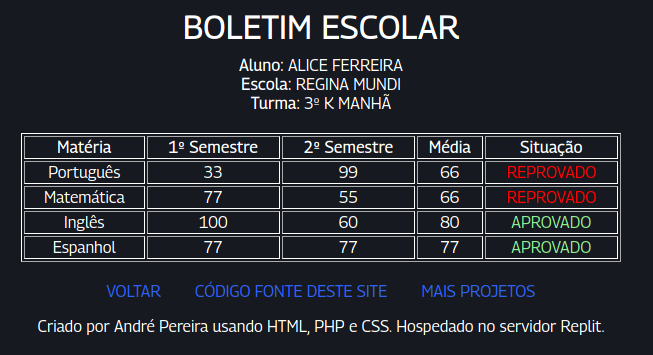 BOLETIM ESCOLAR
Aluno: ALICE FERREIRA
Escola: REGINA MUNDI
Turma: 3º K MANHÃ
Matéria 1º Semestre 2º Semestre Média Situação
Português 33 99 66 REPROVADO
Matemática 77 55 66 REPROVADO
Inglês 100 60 80 APROVADO
Espanhol 77 77 77 APROVADO
VOLTAR CÓDIGO FONTE DESTE SITE MAIS PROJETOS
Criado por André Pereira usando HTML, PHP e CSS. Hospedado no servidor Replit.